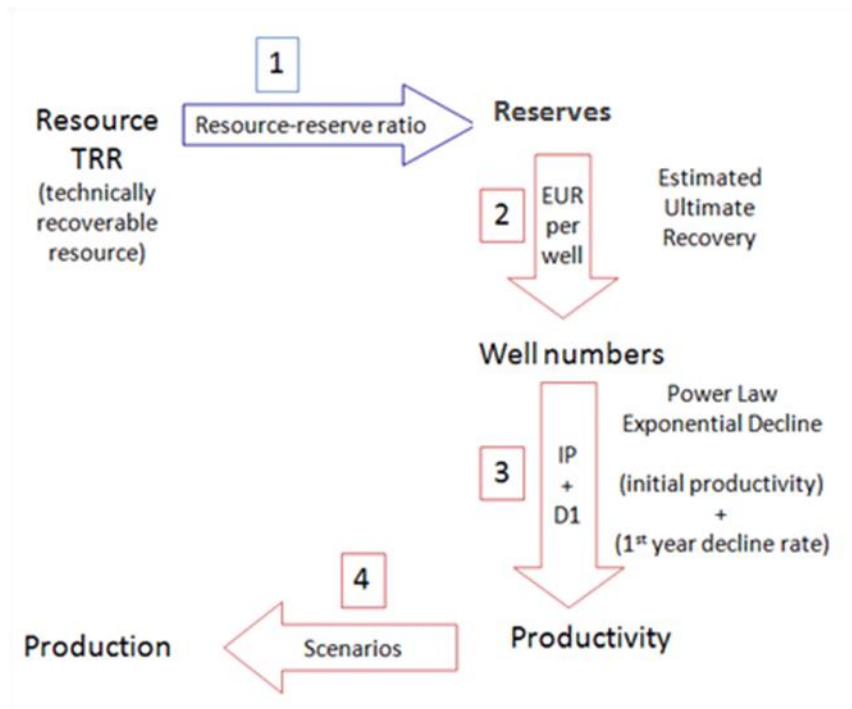 1
Resource
TRR
(technically
recoverable
resource)
Resource-reserve ratio
Reserves
2
EUR
per
well
Estimated
Ultimate
Recovery
Well numbers
3
IP
+
D1
Power Law
Exponential Decline
(initial productivity)
+
(1st year decline rate)
4
Production
Scenarios
Productivity